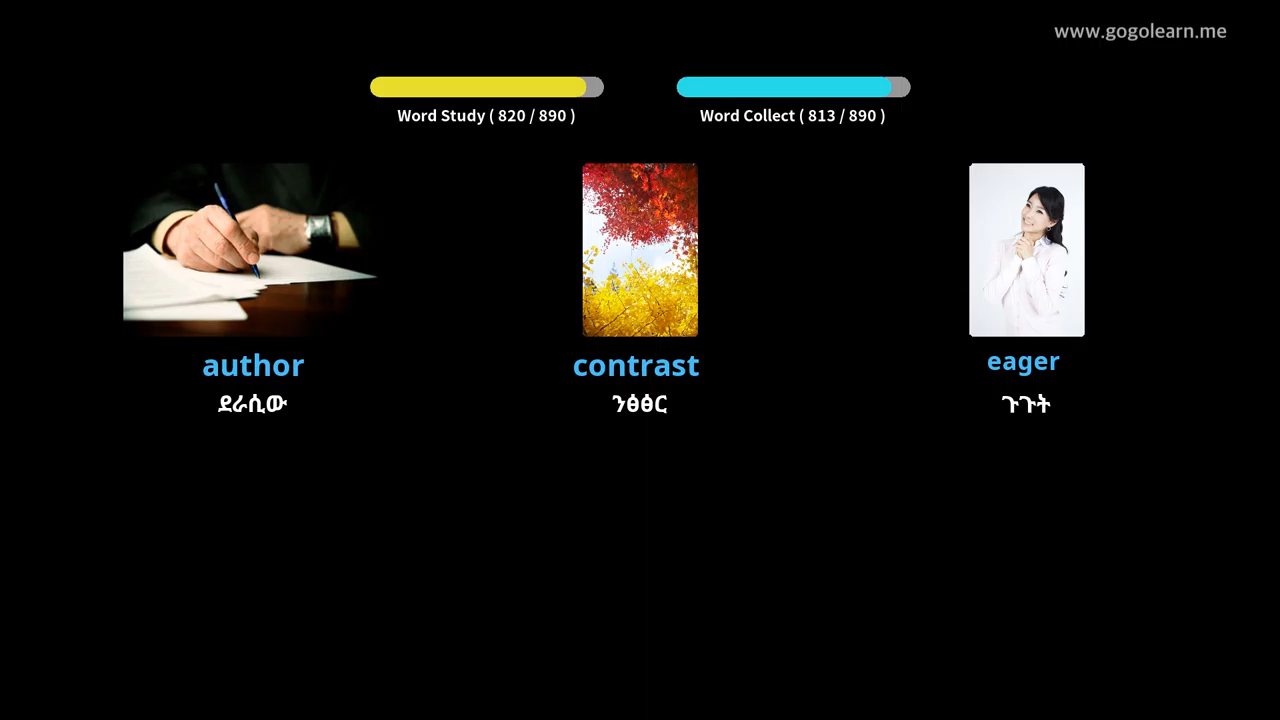 www.gogolearn.me
Word Study ( 820 / 890 )
Word Collect ( 813 / 890 )
author
contrast
eager
ደራሲው
ንፅፅር
ጉጉት